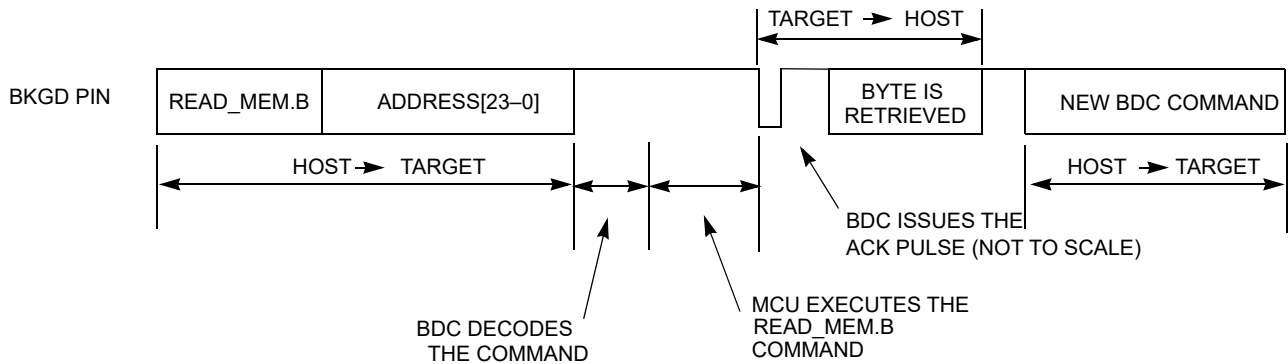 TARGET → HOST
BKGD PIN
READ_MEM.B
ADDRESS[23–0]
BYTE IS
RETRIEVED
NEW BDC COMMAND
HOST → TARGET
HOST → TARGET
BDC ISSUES THE
ACK PULSE (NOT TO SCALE)
BDC DECODES
THE COMMAND
MCU EXECUTES THE
READ_MEM.B
COMMAND